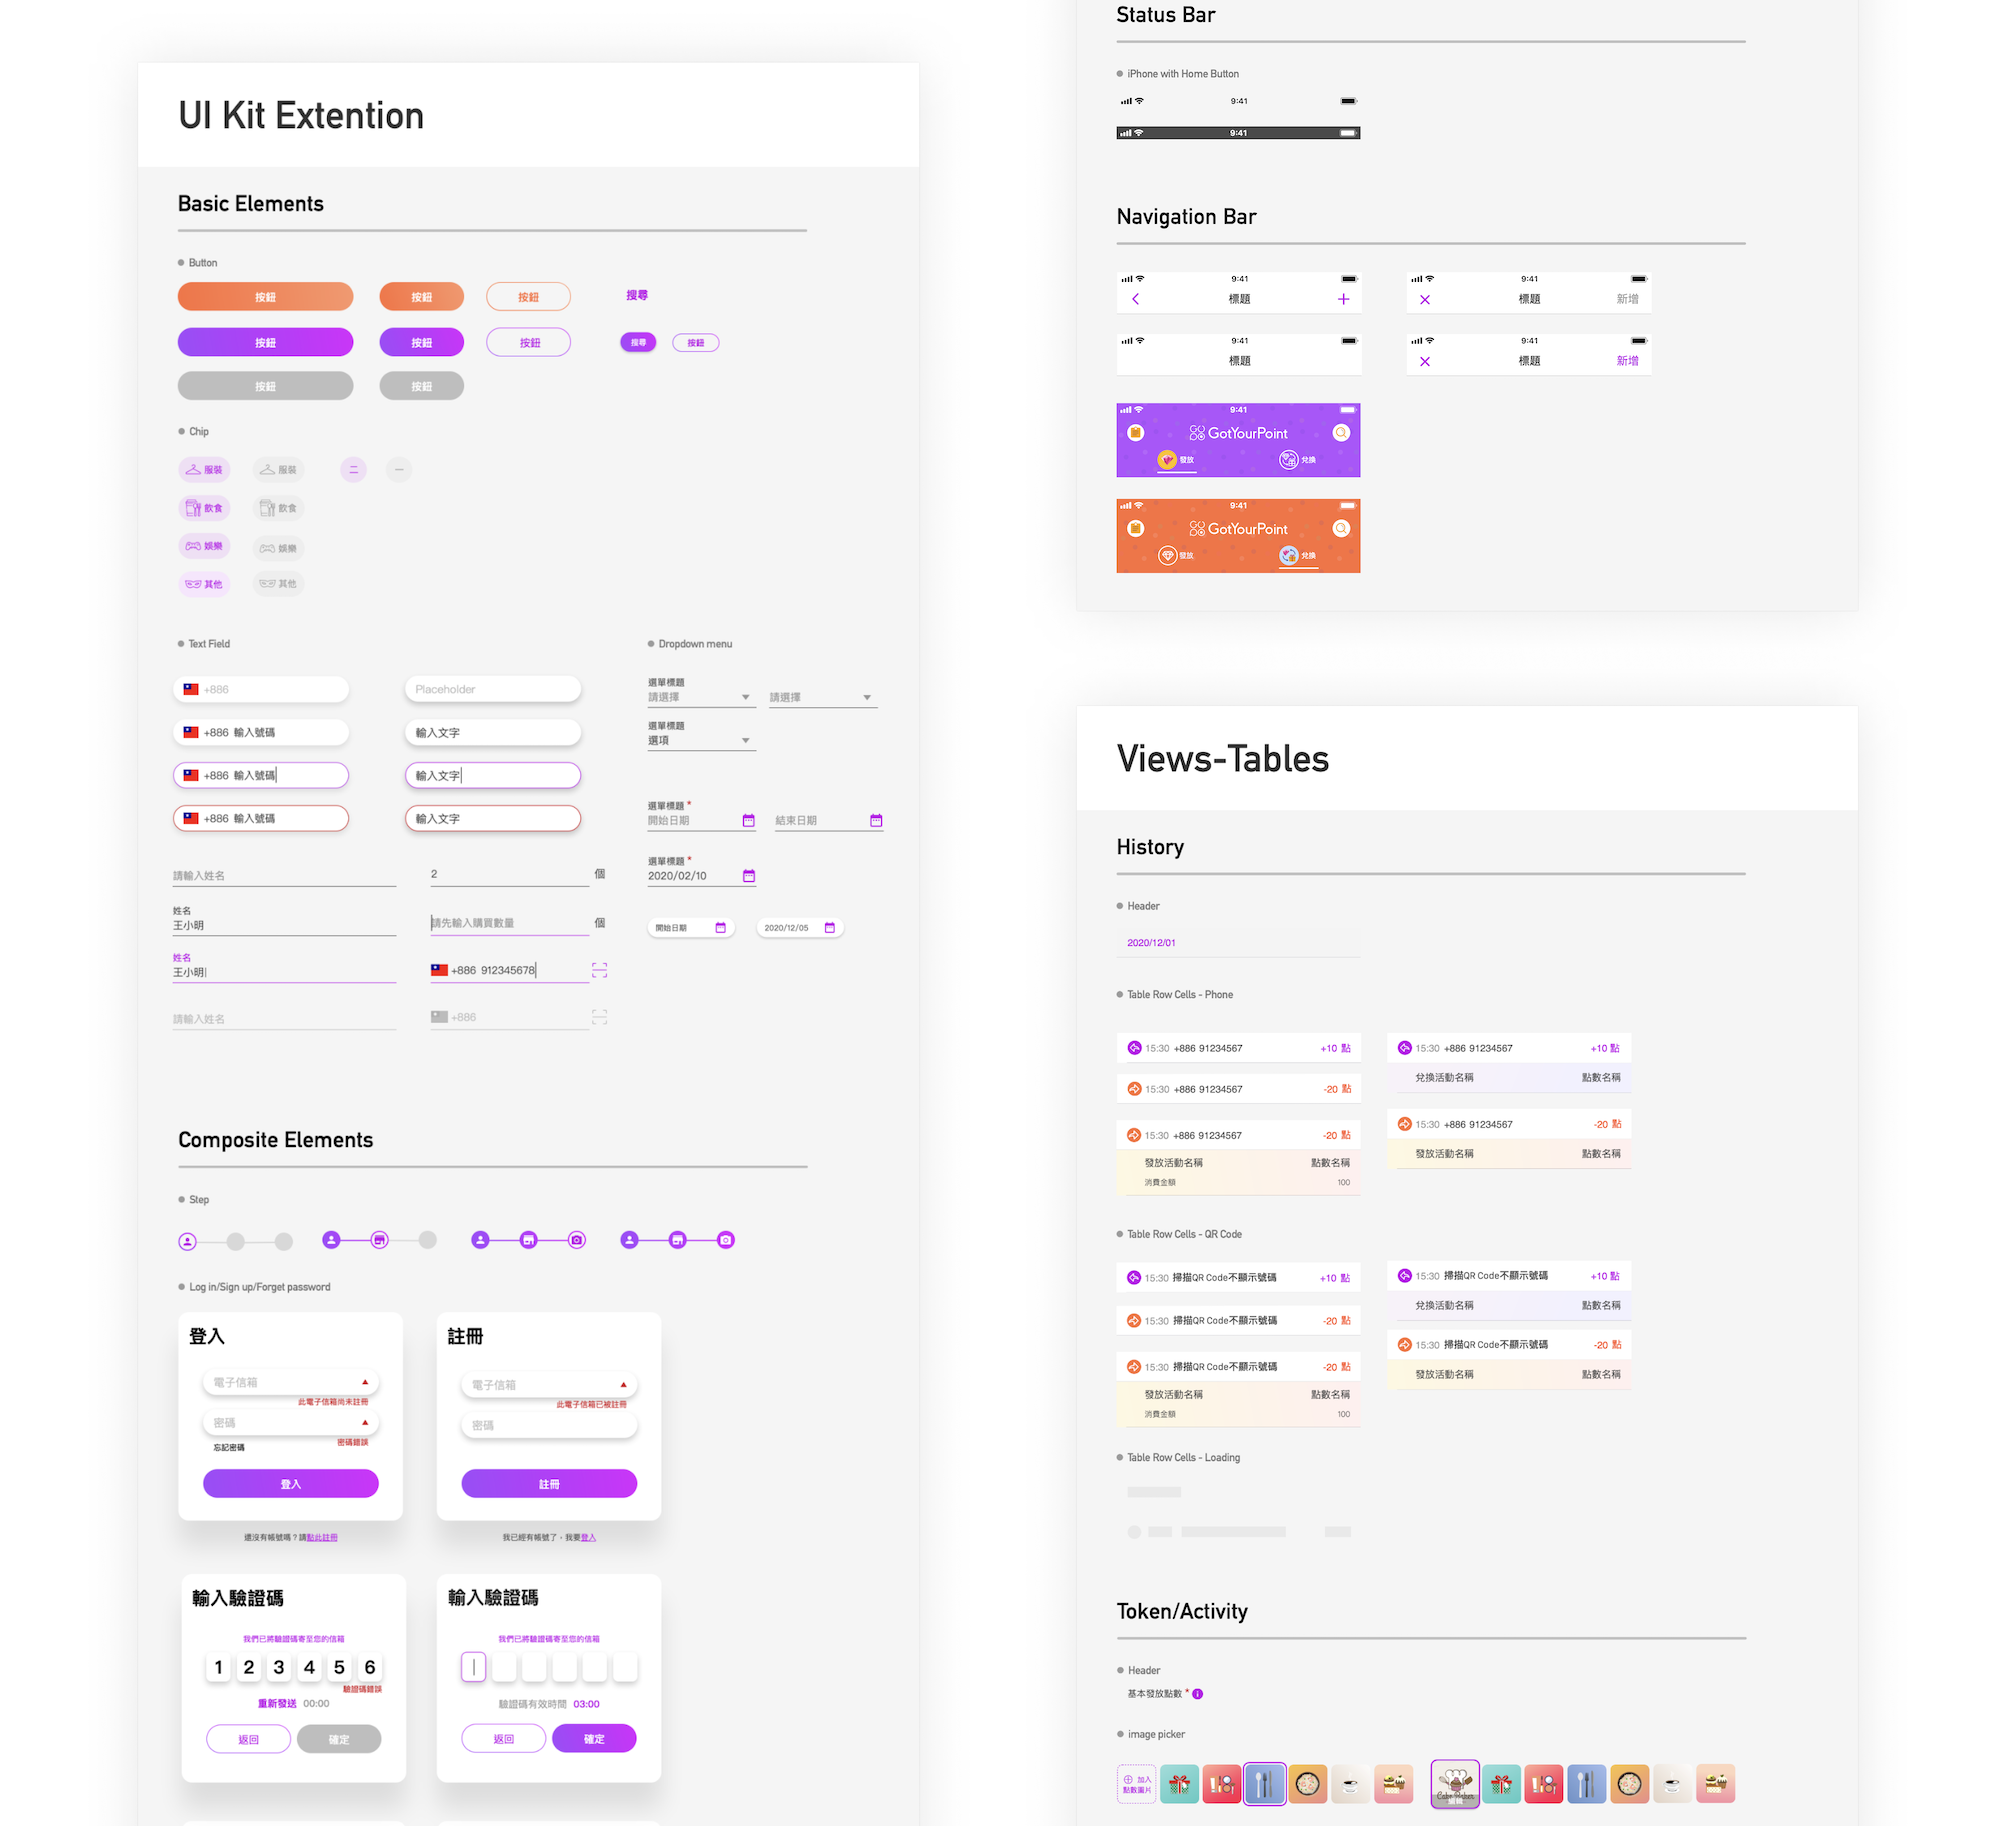 UI Kit Extention
Basic Elements
Button
按鈕 按鈕 按鈕 搜尋
按鈕 按鈕 按鈕 搜尋 按鈕
按鈕 按鈕
Chip
服裝 服裝 二 一
飲食 飲食
娛樂 娛樂
其他 其他
Text Field
+886 Placeholder
+886 輸入號碼 輸入文字
+886 輸入號碼 輸入文字
+886 輸入號碼 輸入文字
請輸入姓名 2 個
姓名
王小明 請先輸入購買數量 個
姓名
王小明 +886 912345678
請輸入姓名 +886
Dropdown menu
選單標題
請選擇 請選擇
選單標題
選項
選單標題 *
開始日期 結束日期
選單標題 *
2020/02/10
開始日期 2020/12/05
Composite Elements
Step
Log in/Sign up/Forget password
登入
電子信箱
此電子信箱尚未註冊
密碼
忘記密碼 密碼錯誤
登入
還沒有帳號嗎？請點此註冊
註冊
電子信箱
此電子信箱已被註冊
密碼
註冊
我已經有帳號了，我要登入
輸入驗證碼
我們已將驗證碼寄至您的信箱
1 2 3 4 5 6
驗證碼錯誤
重新發送 00:00
返回 確定
輸入驗證碼
我們已將驗證碼寄至您的信箱
驗證碼有效時間 03:00
返回 確定
Status Bar
iPhone with Home Button
9:41
9:41
Navigation Bar
9:41
標題
9:41
標題 新增
9:41
標題
9:41
標題 新增
9:41
GotYourPoint
發放 兌換
9:41
GotYourPoint
發放 兌換
Views-Tables
History
Header
2020/12/01
Table Row Cells - Phone
15:30 +886 91234567 +10 點
15:30 +886 91234567 -20 點
15:30 +886 91234567 -20 點
發放活動名稱 點數名稱
消費金額 100
15:30 +886 91234567 +10 點
兌換活動名稱 點數名稱
15:30 +886 91234567 -20 點
發放活動名稱 點數名稱
Table Row Cells - QR Code
15:30 掃描QR Code不顯示號碼 +10 點
15:30 掃描QR Code不顯示號碼 -20 點
15:30 掃描QR Code不顯示號碼 -20 點
發放活動名稱 點數名稱
消費金額 100
15:30 掃描QR Code不顯示號碼 +10 點
兌換活動名稱 點數名稱
15:30 掃描QR Code不顯示號碼 -20 點
發放活動名稱 點數名稱
Table Row Cells - Loading
Token/Activity
Header
基本發放點數 *
image picker
加入
點數圖片